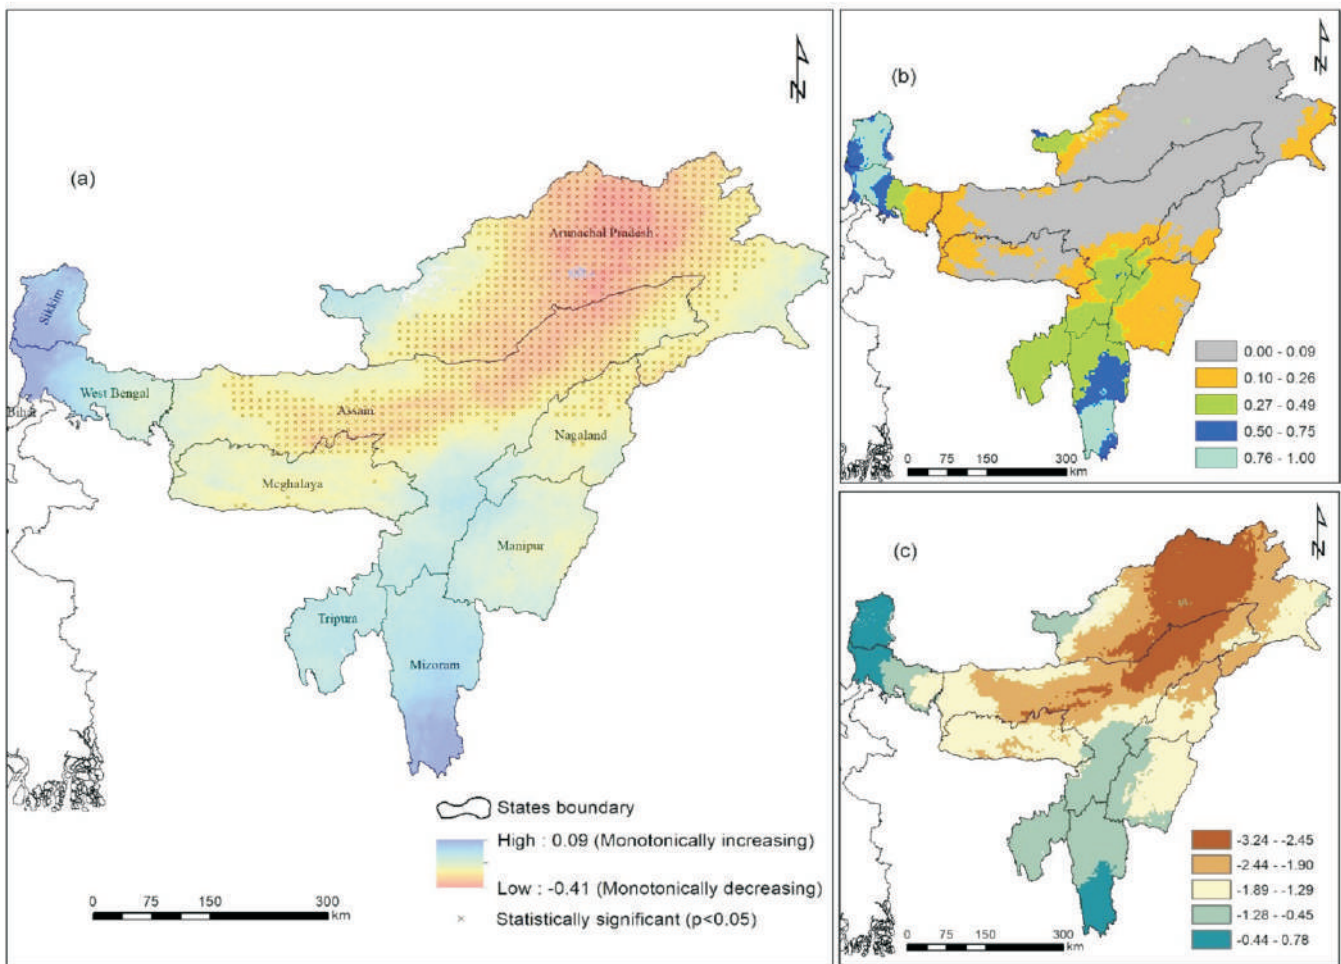 (a)
N
Arunachal Pradesh
Sikkim
West Bengal
Bihar
Assam
Nagaland
Meghalaya
Manipur
Tripura
Mizoram
States boundary
High : 0.09 (Monotonically increasing)
Low : -0.41 (Monotonically decreasing)
× Statistically significant (p<0.05)
0 75 150 300
km
(b)
N
0.00 - 0.09
0.10 - 0.26
0.27 - 0.49
0.50 - 0.75
0.76 - 1.00
0 75 150 300
km
(c)
N
-3.24 - -2.45
-2.44 - -1.90
-1.89 - -1.29
-1.28 - -0.45
-0.44 - 0.78
0 75 150 300
km